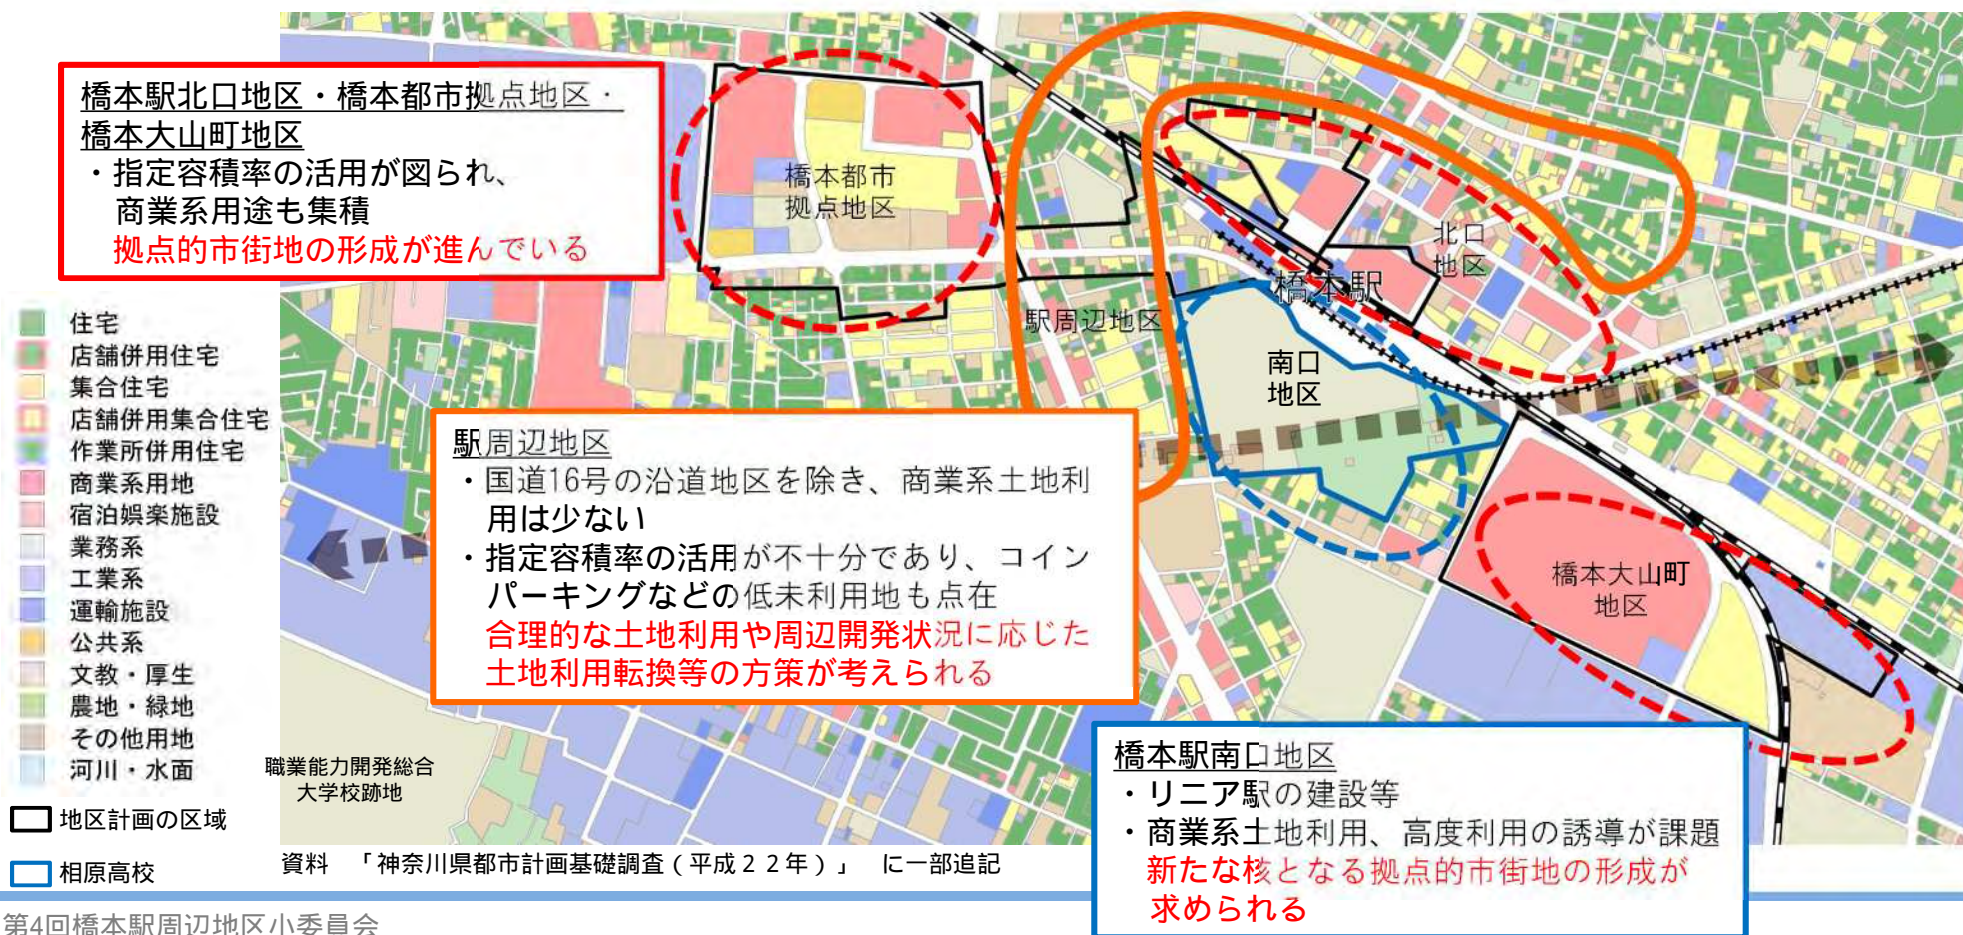 橋本駅北口地区・橋本都市拠点地区・
橋本大山町地区
・指定容積率の活用が図られ、
商業系用途も集積
拠点的市街地の形成が進んでいる
橋本都市
拠点地区
北口
地区
橋本駅
駅周辺地区
南口
地区
住宅
店舗併用住宅
集合住宅
店舗併用集合住宅
作業所併用住宅
商業系用地
宿泊娯楽施設
業務系
工業系
運輸施設
公共系
文教・厚生
農地・緑地
その他用地
河川・水面
地区計画の区域
相原高校
駅周辺地区
・国道16号の沿道地区を除き、商業系土地利
用は少ない
・指定容積率の活用が不十分であり、コイン
パーキングなどの低未利用地も点在
合理的な土地利用や周辺開発状況に応じた
土地利用転換等の方策が考えられる
橋本大山町
地区
職業能力開発総合
大学校跡地
橋本駅南口地区
・リニア駅の建設等
・商業系土地利用、高度利用の誘導が課題
新たな核となる拠点的市街地の形成が
求められる
資料 「神奈川県都市計画基礎調査(平成22年)」 に一部追記
第4回橋本駅周辺地区小委員会